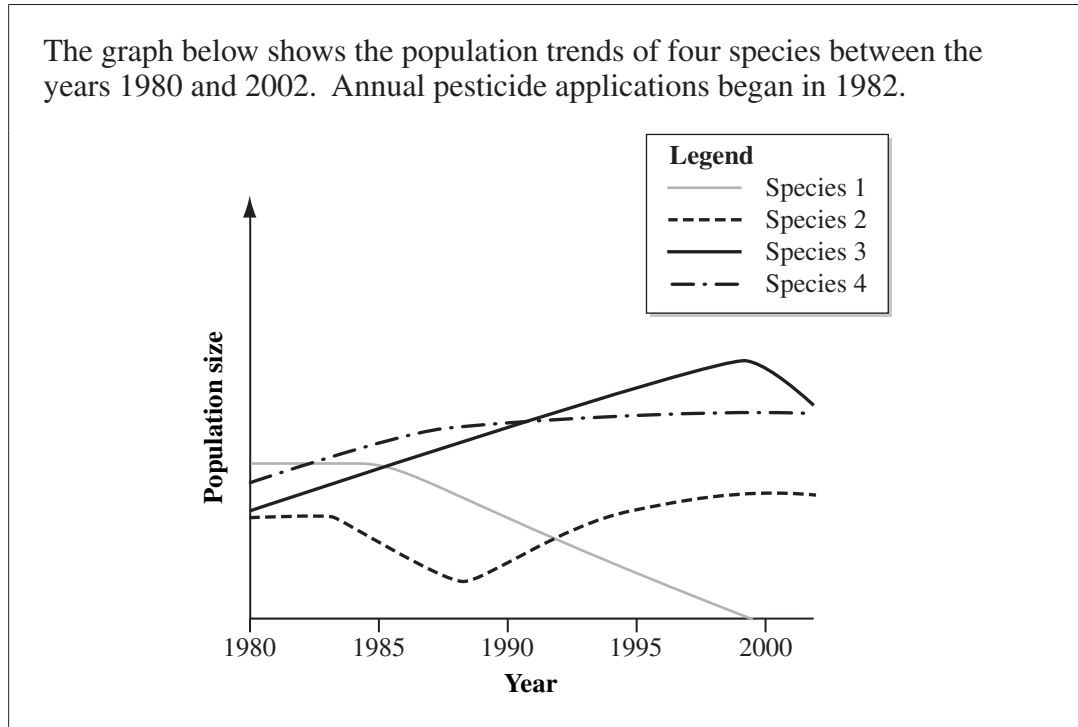 The graph below shows the population trends of four species between the
years 1980 and 2002. Annual pesticide applications began in 1982.
Legend
Species 1
Species 2
Species 3
Species 4
Population size
1980 1985 1990 1995 2000
Year